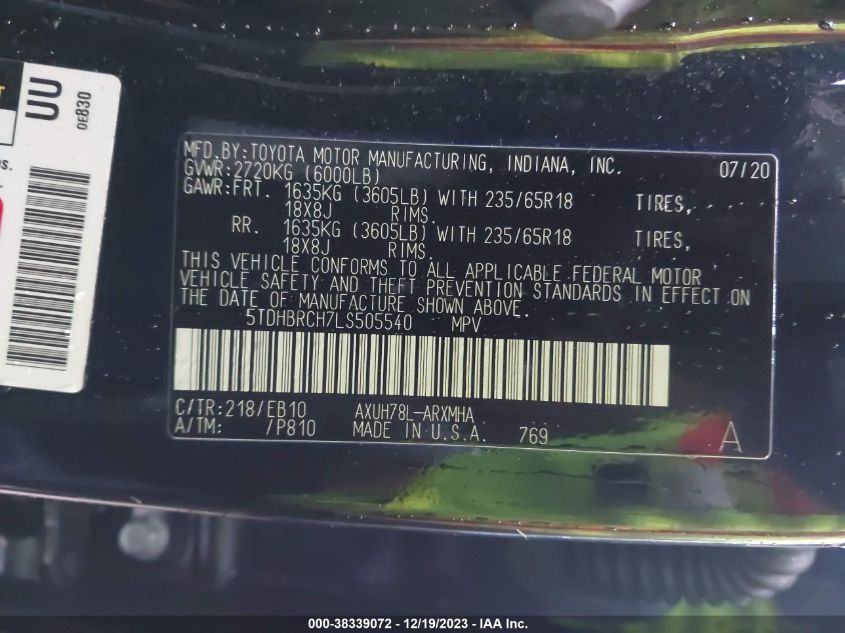 UU
0E830
MFD. BY: TOYOTA MOTOR MANUFACTURING, INDIANA, INC. 07/20
GVWR: 2720KG (6000LB)
GAWR: FRT. 1635KG (3605LB) WITH 235/65R18 TIRES,
18X8J RIMS.
RR. 1635KG (3605LB) WITH 235/65R18 TIRES,
18X8J RIMS.
THIS VEHICLE CONFORMS TO ALL APPLICABLE FEDERAL MOTOR
VEHICLE SAFETY AND THEFT PREVENTION STANDARDS IN EFFECT ON
THE DATE OF MANUFACTURE SHOWN ABOVE.
5TDHBRCH7LS505540 MPV
C/TR: 218/EB10 AXUH78L-ARXMHA
A/TM: /P810 MADE IN U.S.A. 769
A
000-38339072 - 12/19/2023 - IAA Inc.